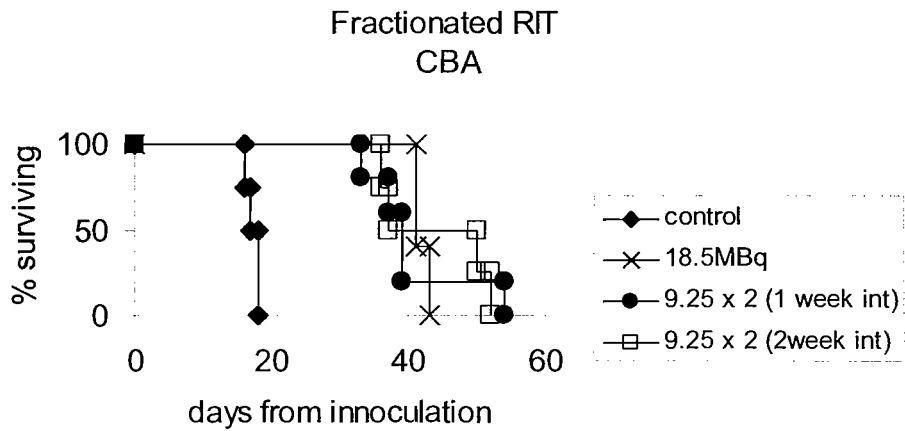 Fractionated RIT
CBA
% surviving
100
50
0
0
20
40
60
days from innoculation
control
18.5MBq
9.25 x 2 (1 week int)
9.25 x 2 (2week int)